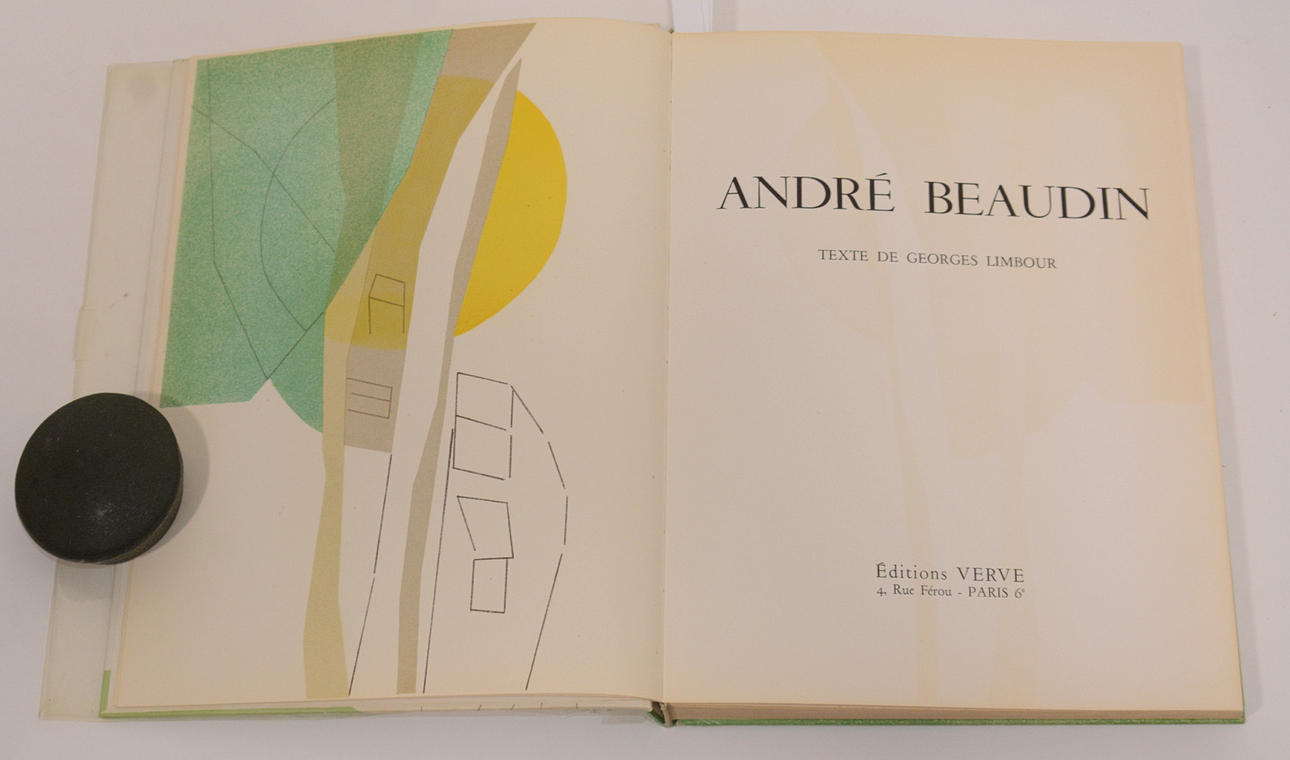 ANDRÉ BEAUDIN
TEXTE DE GEORGES LIMBOUR
Éditions VERVE
4, Rue Férou - PARIS 6e